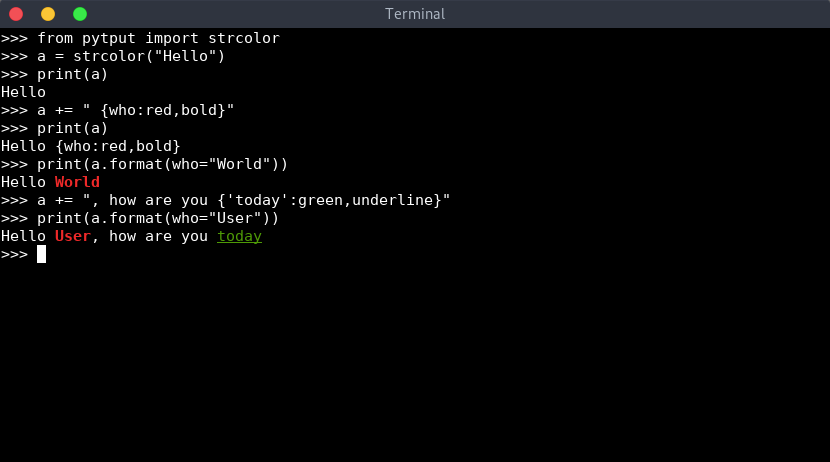 Terminal
>>> from pytput import strcolor
>>> a = strcolor("Hello")
>>> print(a)
Hello
>>> a += " {who:red,bold}"
>>> print(a)
Hello {who:red,bold}
>>> print(a.format(who="World"))
Hello World
>>> a += ", how are you {'today':green,underline}"
>>> print(a.format(who="User"))
Hello User, how are you today
>>>